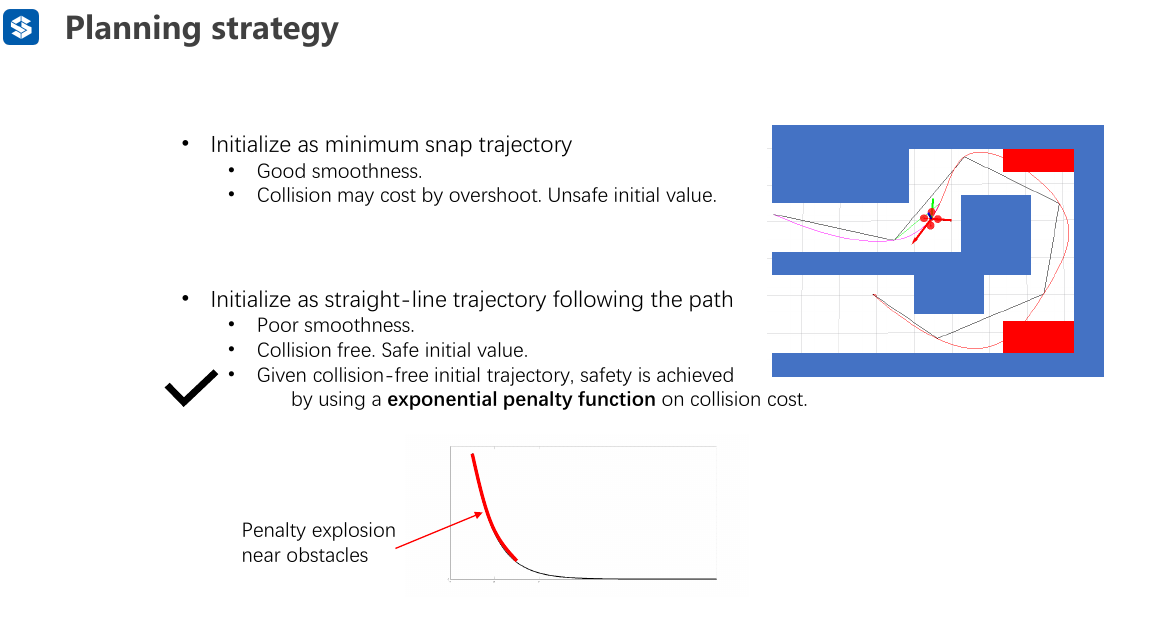 Planning strategy
• Initialize as minimum snap trajectory
• Good smoothness.
• Collision may cost by overshoot. Unsafe initial value.
• Initialize as straight-line trajectory following the path
• Poor smoothness.
• Collision free. Safe initial value.
• Given collision-free initial trajectory, safety is achieved
by using a exponential penalty function on collision cost.
Penalty explosion
near obstacles